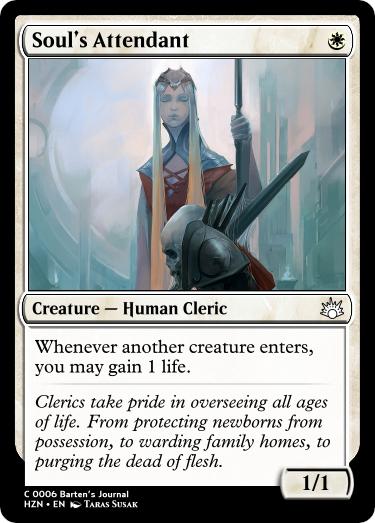 Soul's Attendant
Creature — Human Cleric
Whenever another creature enters,
you may gain 1 life.
Clerics take pride in overseeing all ages
of life. From protecting newborns from
possession, to warding family homes, to
purging the dead of flesh.
1/1
C 0006 Barten's Journal
HZN • EN Taras Susak